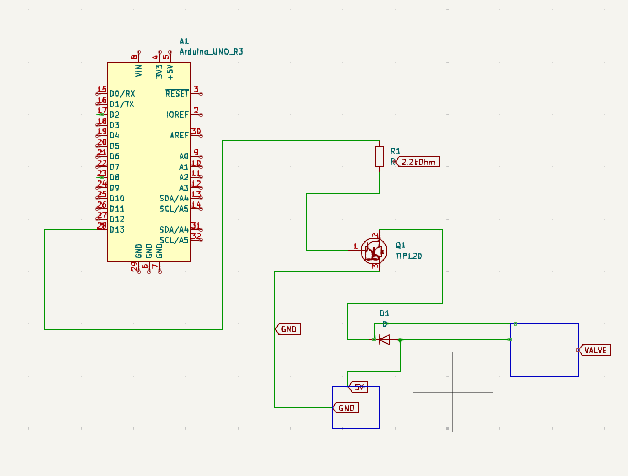 A1
Arduino_UNO_R3
8
4
5
VIN
3V3
+5V
15 D0/RX
RESET 3
16 D1/TX
17 D2
IOREF 2
18 D3
19 D4
AREF 30
20 D5
21 D6
A0 9
22 D7
A1 10
23 D8
A2 11
24 D9
A3 12
25 D10
SDA/A4 13
26 D11
SCL/A5 14
27 D12
28 D13
SDA/A4 31
SCL/A5 32
GND
GND
GND
29
6
7
R1
R
2.2kOhm
Q1
TIP120
1
2
3
GND
D1
D
VALVE
5V
GND